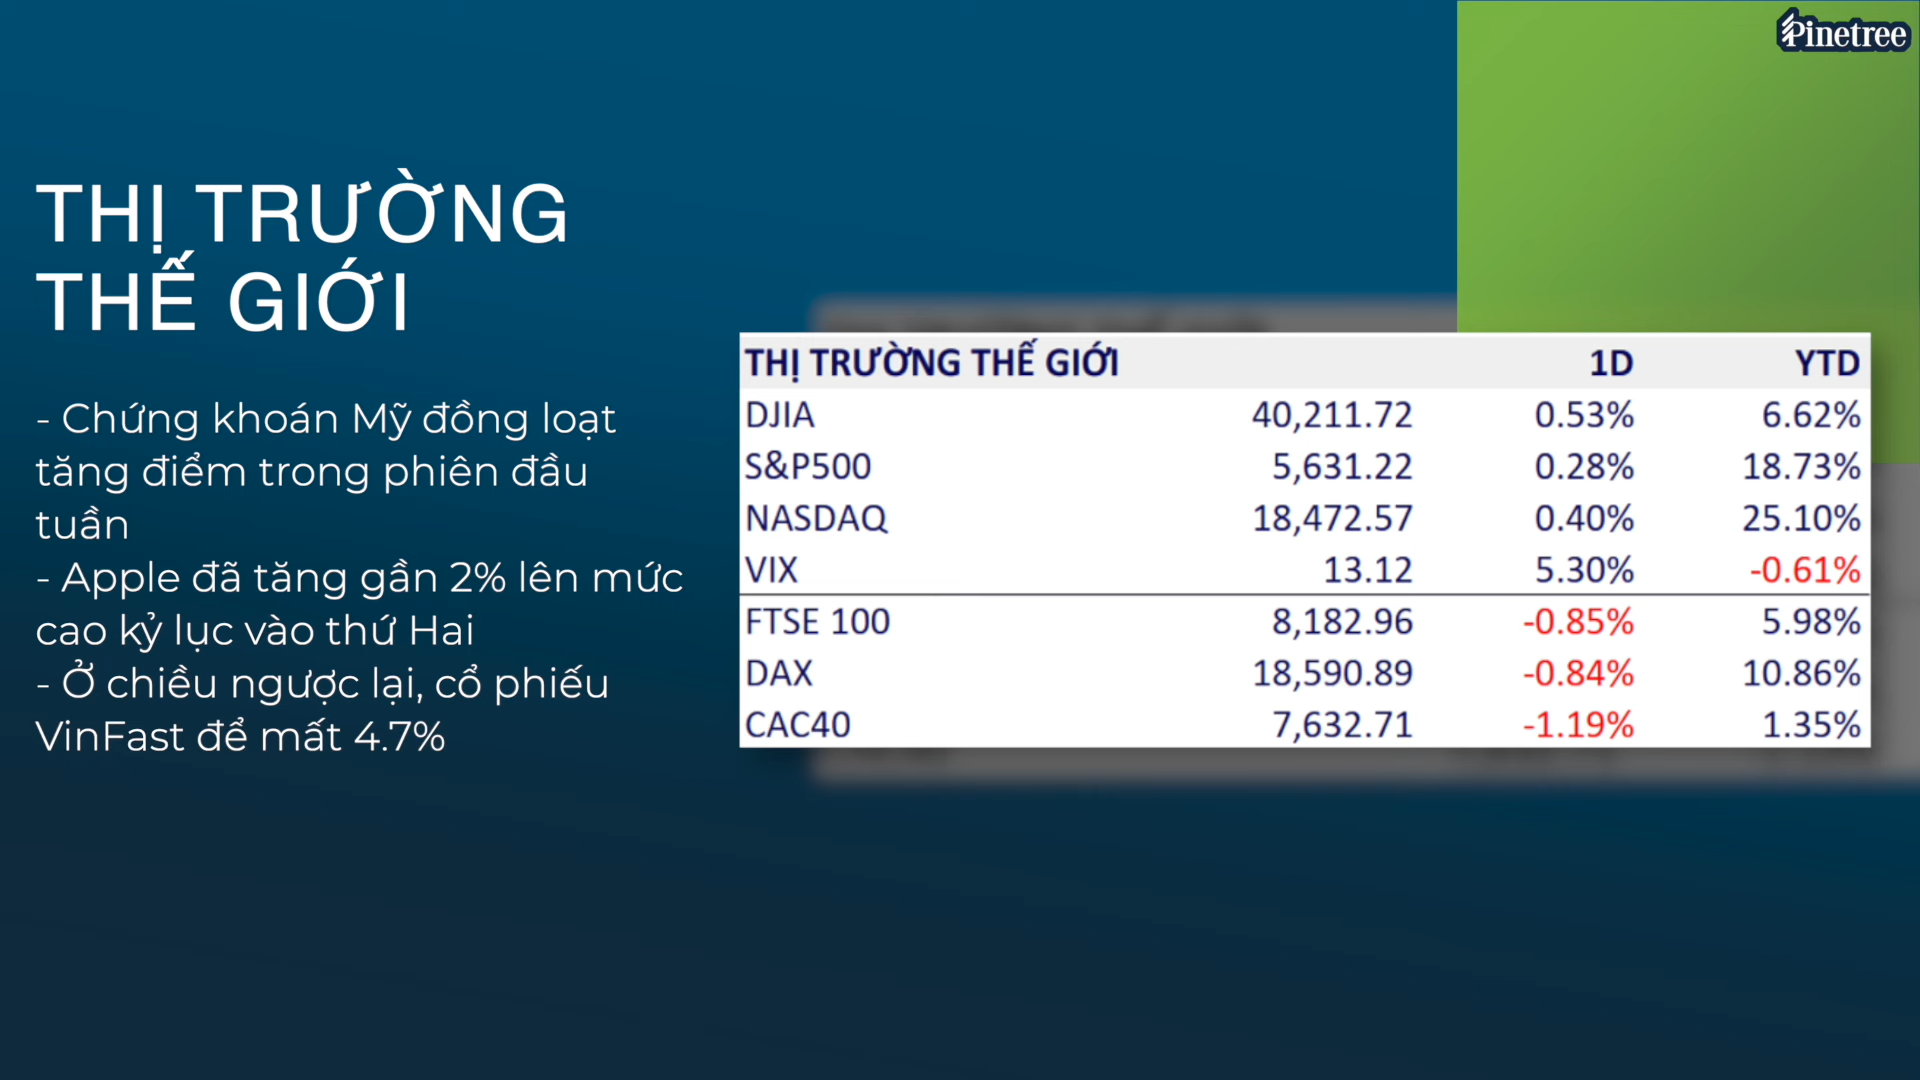 Pinetree
THỊ TRƯỜNG
THẾ GIỚI
- Chứng khoán Mỹ đồng loạt
tăng điểm trong phiên đầu
tuần
- Apple đã tăng gần 2% lên mức
cao kỷ lục vào thứ Hai
- Ở chiều ngược lại, cổ phiếu
VinFast để mất 4.7%
THỊ TRƯỜNG THẾ GIỚI 1D YTD
DJIA 40,211.72 0.53% 6.62%
S&P500 5,631.22 0.28% 18.73%
NASDAQ 18,472.57 0.40% 25.10%
VIX 13.12 5.30% -0.61%
FTSE 100 8,182.96 -0.85% 5.98%
DAX 18,590.89 -0.84% 10.86%
CAC40 7,632.71 -1.19% 1.35%